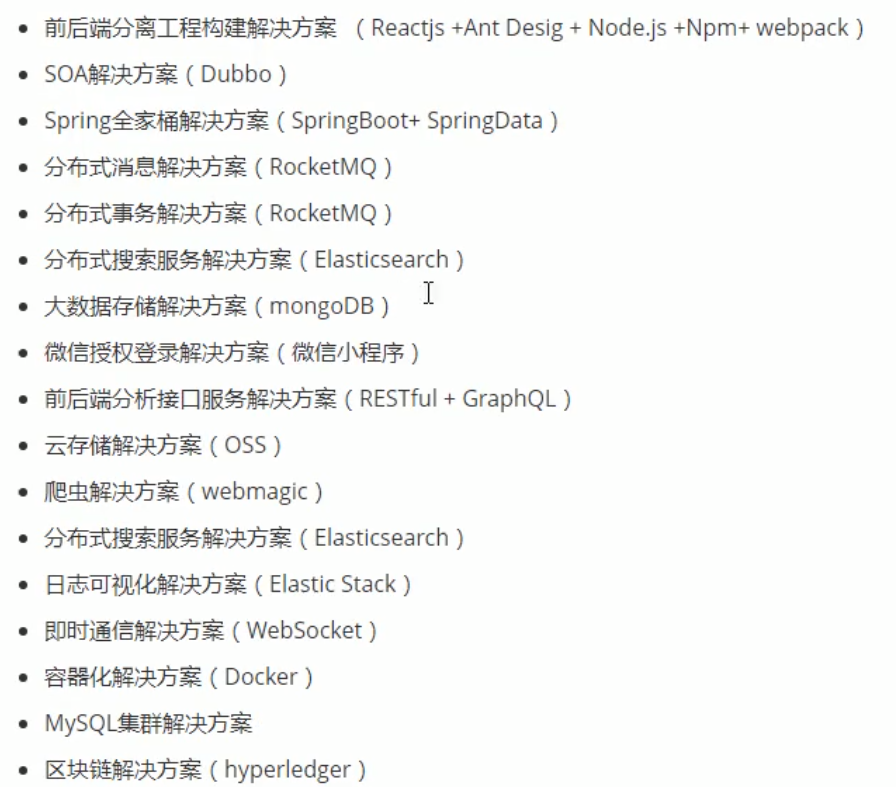 前后端分离工程构建解决方案 （ Reactjs +Ant Desig + Node.js +Npm+ webpack ）
SOA解决方案（ Dubbo ）
Spring全家桶解决方案（ SpringBoot+ SpringData ）
分布式消息解决方案（ RocketMQ ）
分布式事务解决方案（ RocketMQ ）
分布式搜索服务解决方案（ Elasticsearch ）
大数据存储解决方案（ mongoDB ）
微信授权登录解决方案（ 微信小程序 ）
前后端分析接口服务解决方案（ RESTful + GraphQL ）
云存储解决方案（ OSS ）
爬虫解决方案（ webmagic ）
分布式搜索服务解决方案（ Elasticsearch ）
日志可视化解决方案（ Elastic Stack ）
即时通信解决方案（ WebSocket ）
容器化解决方案（ Docker ）
MySQL集群解决方案
区块链解决方案（ hyperledger ）